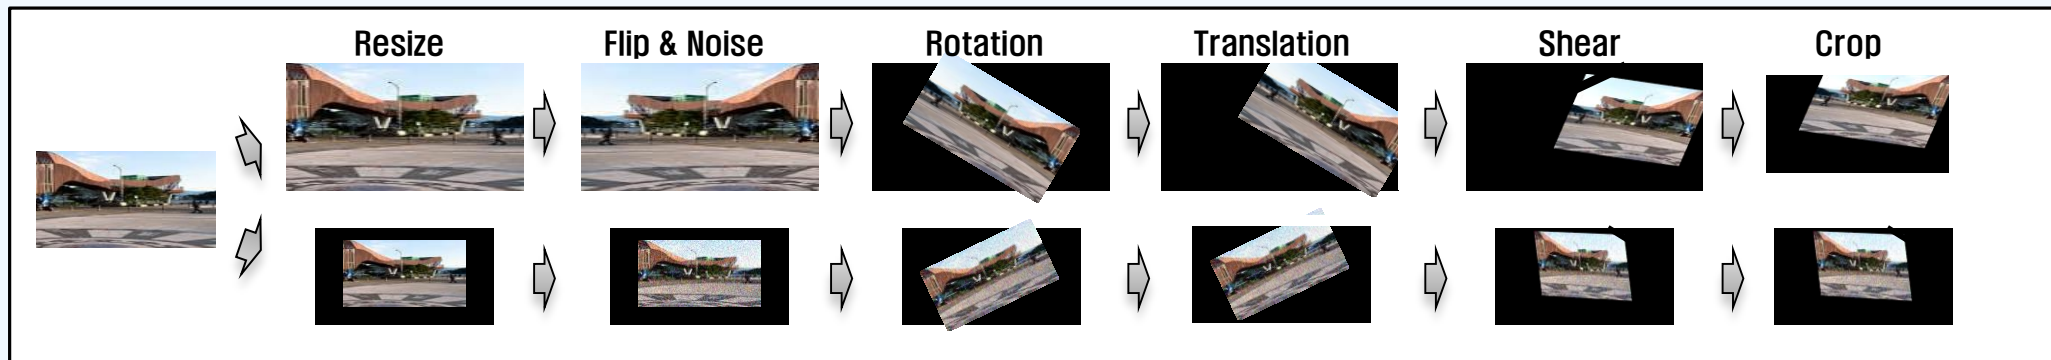 Resize
Flip & Noise
Rotation
Translation
Shear
Crop